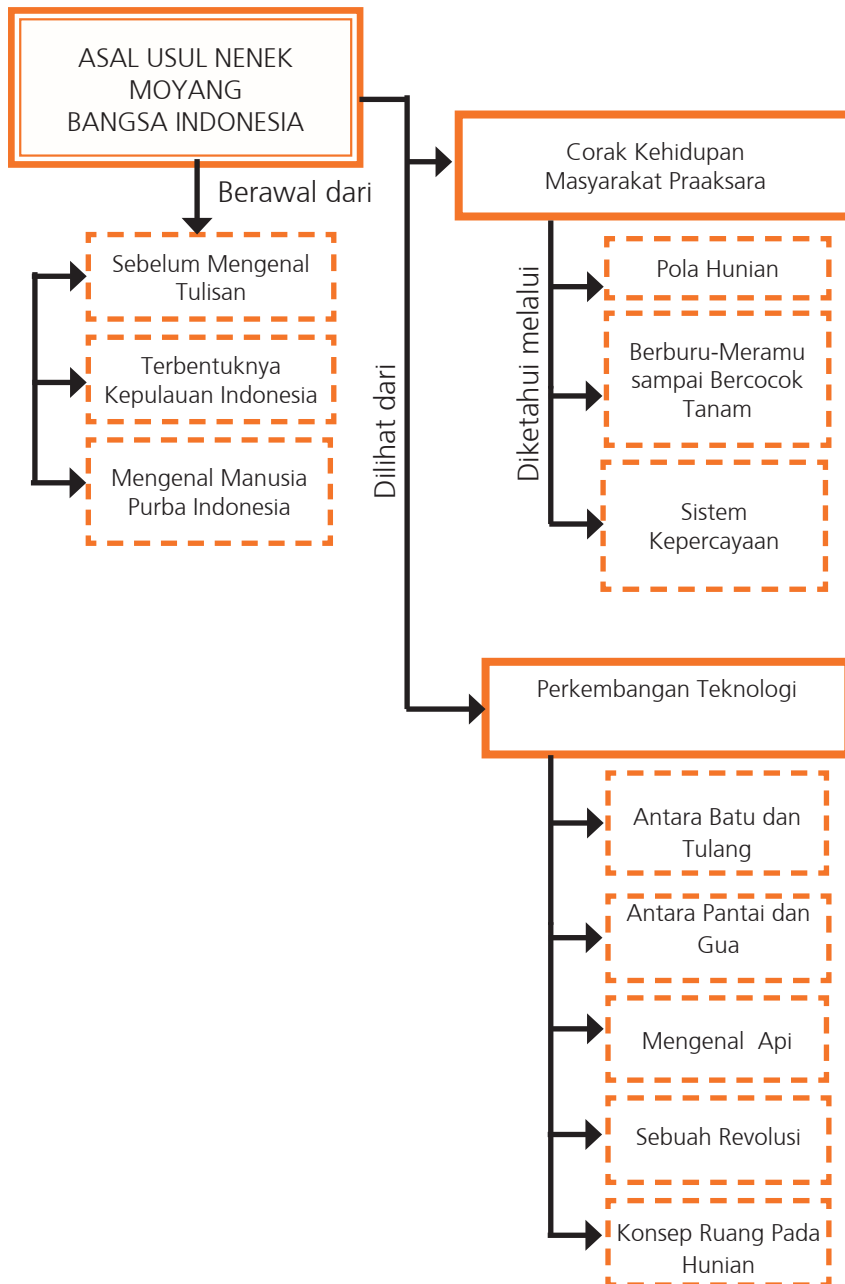 ASAL USUL NENEK
MOYANG
BANGSA INDONESIA
Berawal dari
Sebelum Mengenal
Tulisan
Terbentuknya
Kepulauan Indonesia
Mengenal Manusia
Purba Indonesia
Dilihat dari
Corak Kehidupan
Masyarakat Praaksara
Diketahui melalui
Pola Hunian
Berburu-Meramu
sampai Bercocok
Tanam
Sistem
Kepercayaan
Perkembangan Teknologi
Antara Batu dan
Tulang
Antara Pantai dan
Gua
Mengenal Api
Sebuah Revolusi
Konsep Ruang Pada
Hunian